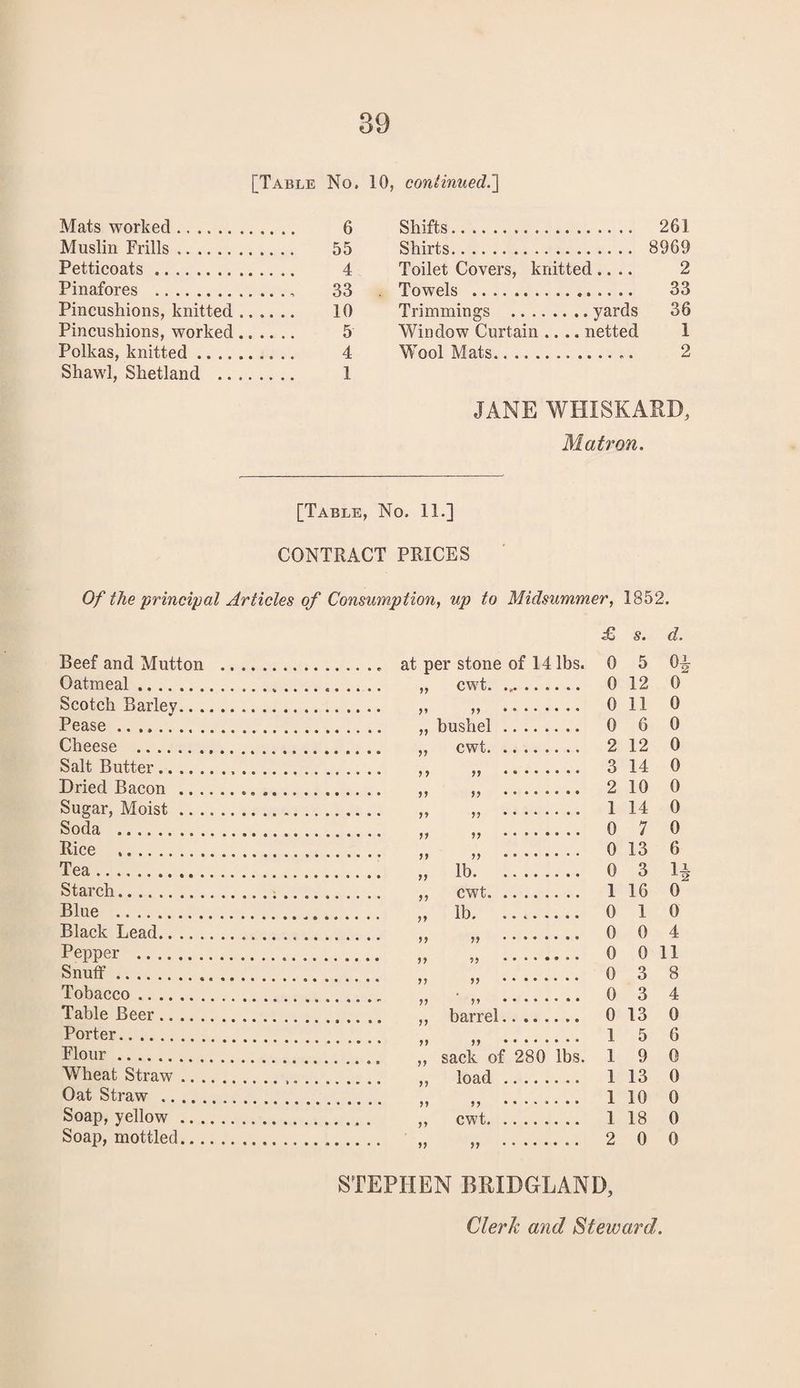 39
[TABLE No. 10, continued.]
Mats worked ............ 6
Muslin Frills ............ 55
Petticoats .............. 4
Pinafores .............. 33
Pincushions, knitted ...... 10
Pincushions, worked ...... 5
Polkas, knitted .......... 4
Shawl, Shetland ........ 1
Shifts .................. 261
Shirts .................. 8969
Toilet Covers, knitted .... 2
Towels ................ 33
Trimmings ........ yards 36
Window Curtain .... netted 1
Wool Mats .............. 2
JANE WHISKARD,
Matron.
[TABLE, No. 11.]
CONTRACT PRICES
Of the principal Articles of Consumption, up to Midsummer, 1852.
£ s. d.
Beef and Mutton ................ at per stone of 14 lbs. 0 5 0½
Oatmeal ........................ „ cwt. ......... 0 12 0
Scotch Barley .................... „ „ ........ 0 11 0
Pease .......................... „ bushel ........ 0 6 0
Cheese ........................ „ cwt. ........ 2 12 0
Salt Butter ...................... „ „ ........ 3 14 0
Dried Bacon .................... „ „ ........ 2 10 0
Sugar, Moist .................... „ „ ........ 1 14 0
Soda .......................... „ „ ........ 0 7 0
Rice .......................... „ „ ........ 0 13 6
Tea ............................ „ lb. ........ 0 3 1½
Starch .......................... „ cwt. ........ 1 16 0
Blue .......................... „ lb. ........ 0 1 0
Black Lead ...................... „ „ ........ 0 0 4
Pepper ........................ „ „ ........ 0 0 11
Snuff .......................... „ „ ........ 0 3 8
Tobacco ........................ „ „ ........ 0 3 4
Table Beer ...................... „ barrel ........ 0 13 0
Porter .......................... „ „ ........ 1 5 6
Flour .......................... „ sack of 280 lbs. 1 9 0
Wheat Straw .................... „ load ........ 1 13 0
Oat Straw ...................... „ „ ........ 1 10 0
Soap, yellow .................... „ cwt. ........ 1 18 0
Soap, mottled .................... „ „ ........ 2 0 0
STEPHEN BRIDGLAND,
Clerk and Steward.